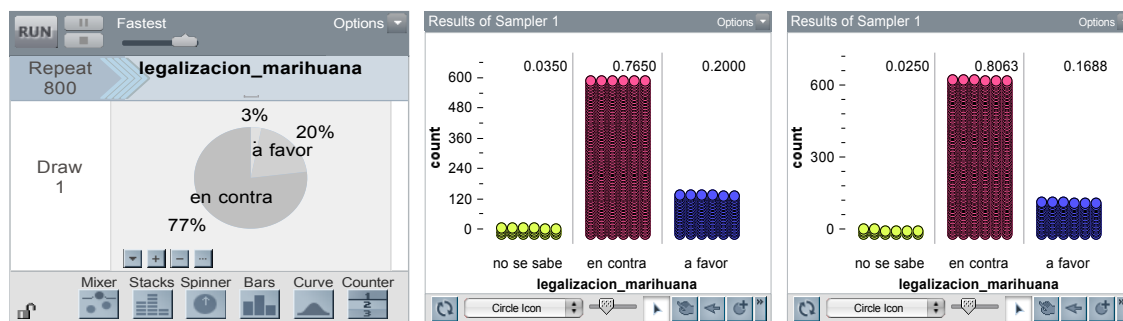 RUN
Fastest
Options
Repeat
800
legalizacion_marihuana
Draw
1
3%
20%
a favor
en contra
77%
Mixer Stacks Spinner Bars Curve Counter
1
2
3
Results of Sampler 1
Options
0.0350 0.7650 0.2000
600
480
360
240
120
0
count
no se sabe en contra a favor
legalizacion_marihuana
Circle Icon
Results of Sampler 1
Options
0.0250 0.8063 0.1688
600
300
0
count
no se sabe en contra a favor
legalizacion_marihuana
Circle Icon